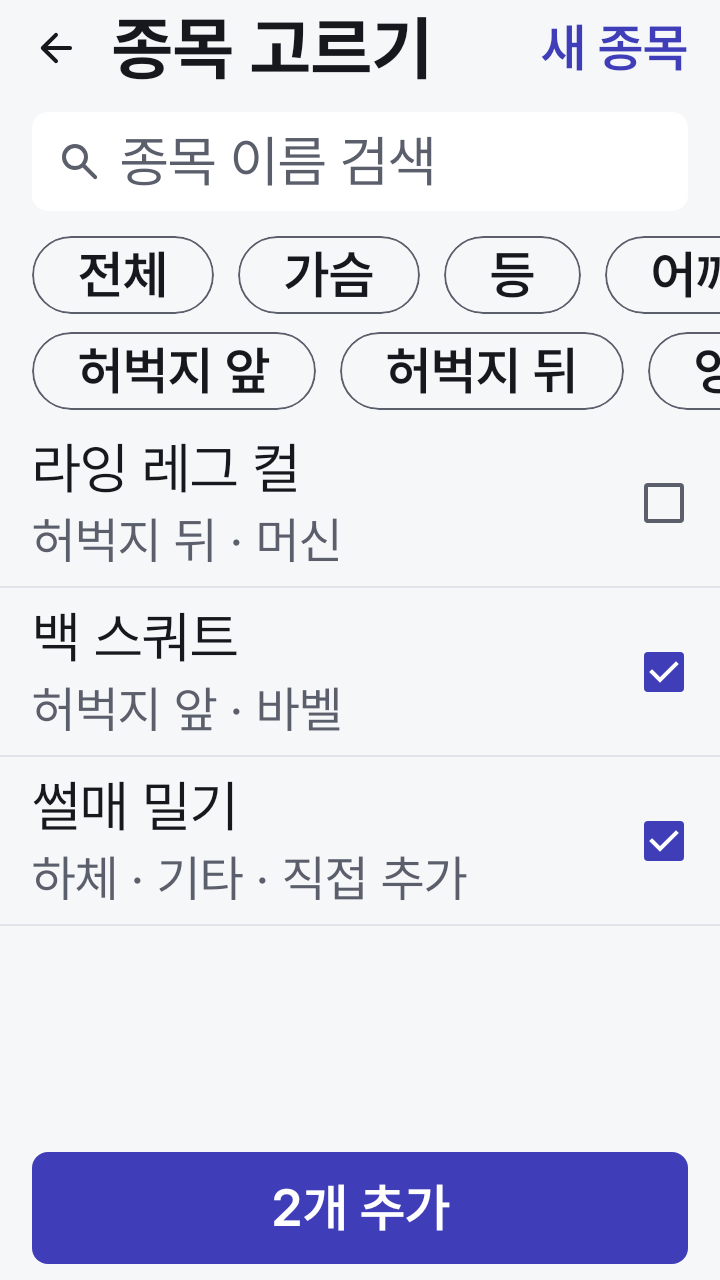 종목 고르기 새 종목
종목 이름 검색
전체 가슴 등
허벅지 앞 허벅지 뒤
라잉 레그 컬
허벅지 뒤 · 머신
백 스쿼트
허벅지 앞 · 바벨
썰매 밀기
하체 · 기타 · 직접 추가
2개 추가